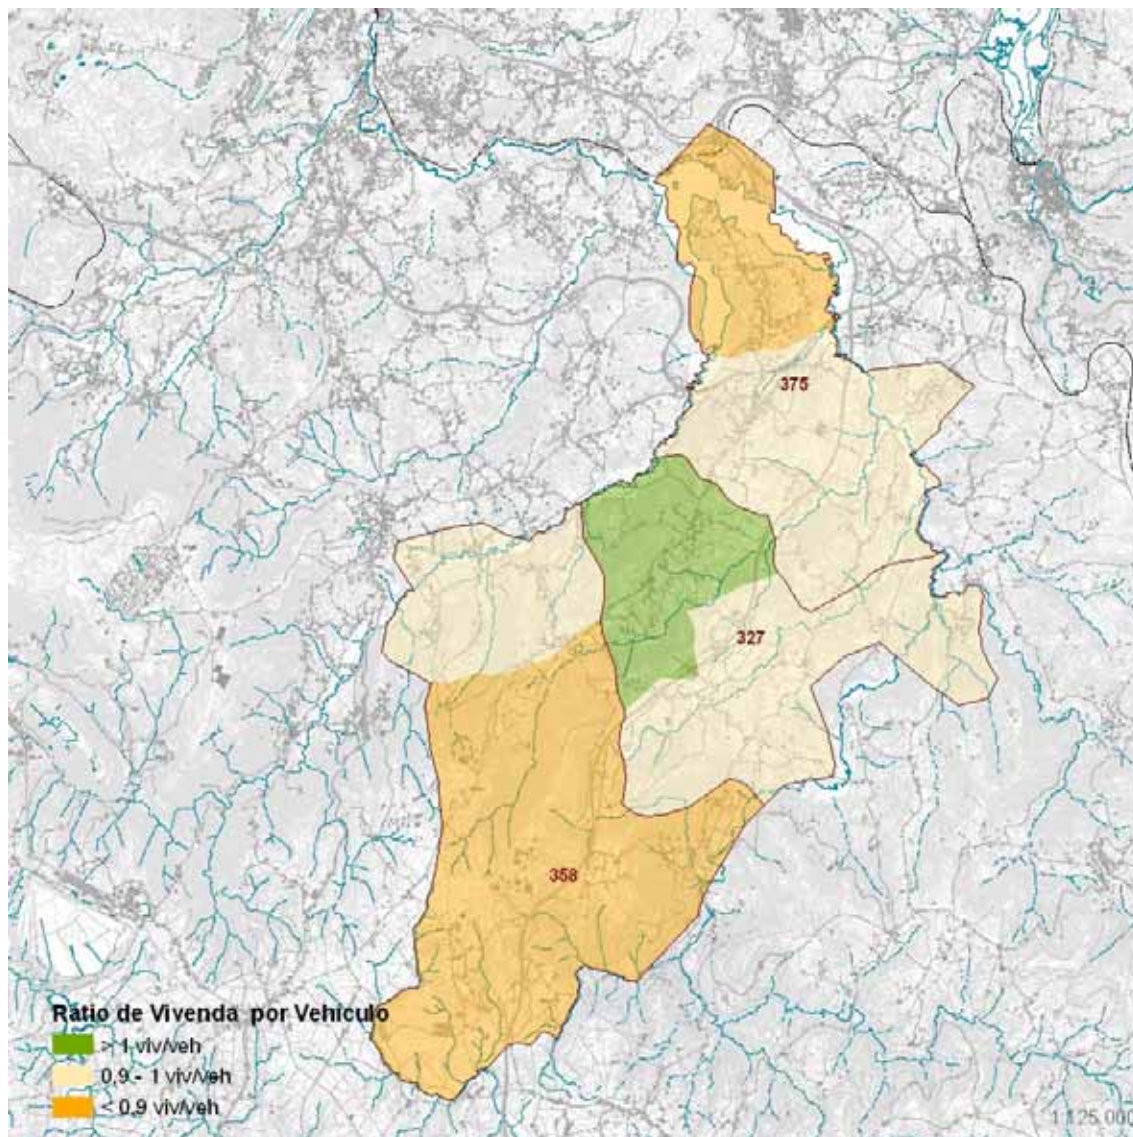 375
327
358
Ratio de Vivenda por Vehiculo
> 1 viv/veh
0,9 - 1 viv/veh
< 0,9 viv/veh
1:125.000